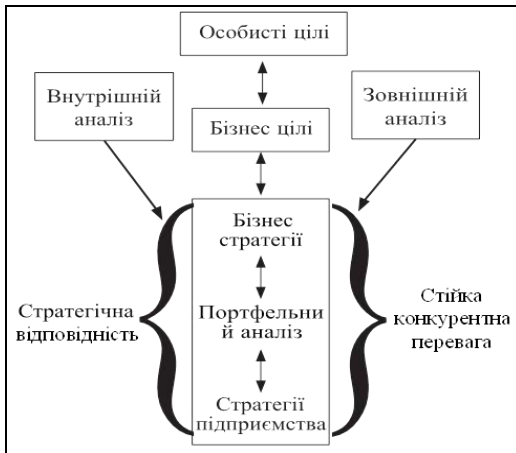 Особисті цілі
Внутрішній
аналіз
Бізнес цілі
Зовнішній
аналіз
Бізнес
стратегії
Стратегічна
відповідність
Портфельни
й аналіз
Стійка
конкурентна
перевага
Стратегії
підприємства